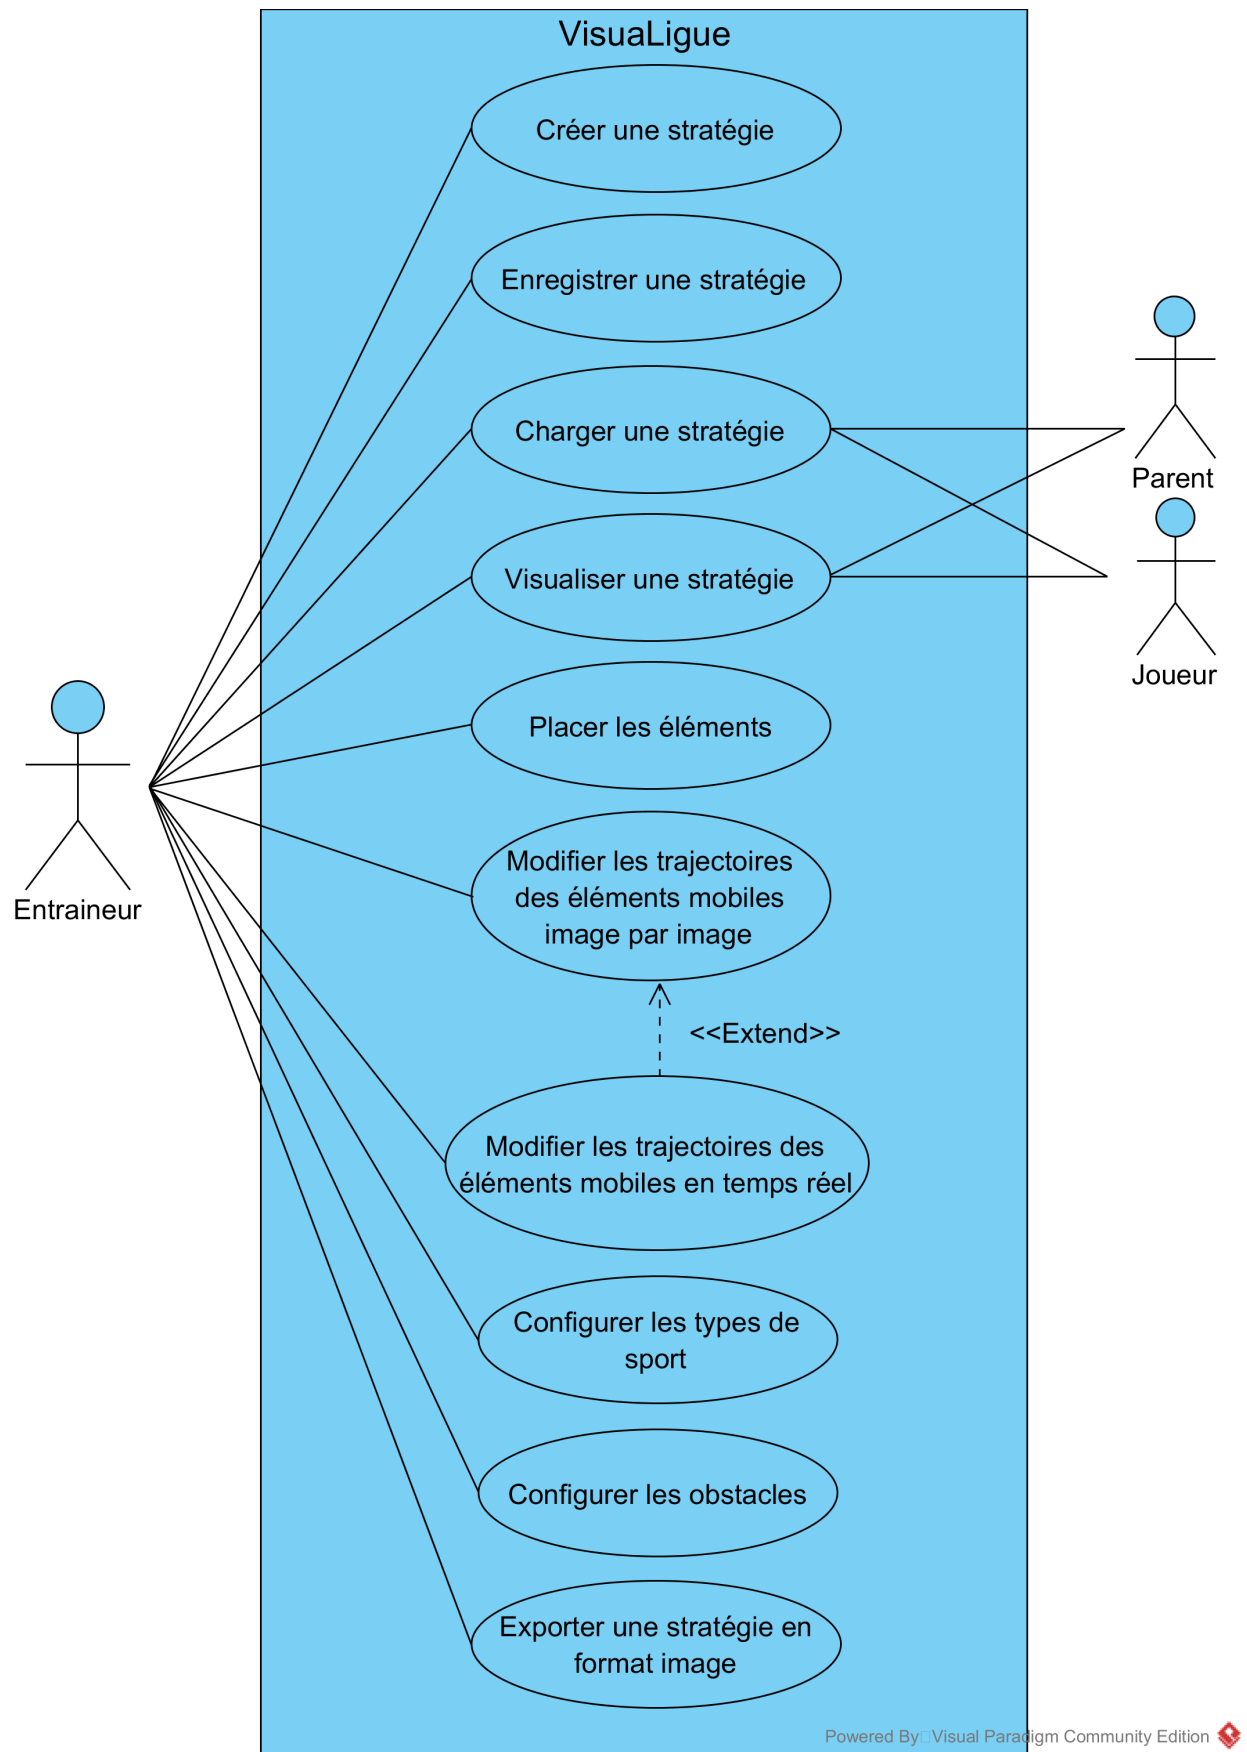 VisuaLigue
Créer une stratégie
Enregistrer une stratégie
Charger une stratégie
Parent
Visualiser une stratégie
Joueur
Placer les éléments
Modifier les trajectoires
des éléments mobiles
image par image
Entraineur
<<Extend>>
Modifier les trajectoires des
éléments mobiles en temps réel
Configurer les types de
sport
Configurer les obstacles
Exporter une stratégie en
format image
Powered By Visual Paradigm Community Edition